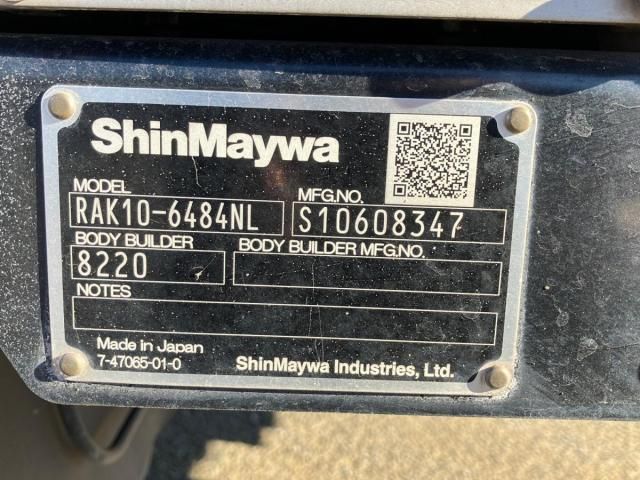 ShinMaywa
MODEL MFG.NO.
RAK10-6484NL S10608347
BODY BUILDER BODY BUILDER MFG.NO.
8220
NOTES
Made in Japan
7-47065-01-0 ShinMaywa Industries, Ltd.